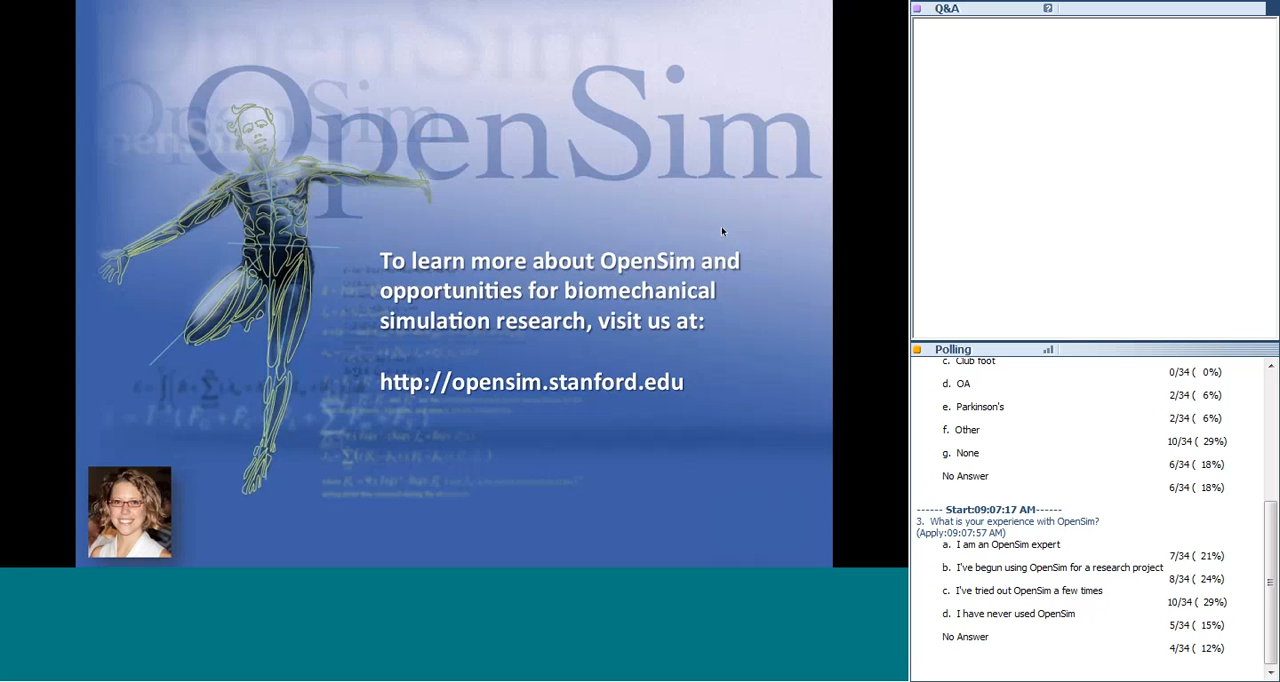 OpenSim
To learn more about OpenSim and
opportunities for biomechanical
simulation research, visit us at:
http://opensim.stanford.edu
Q&A
?
Polling
c. Club foot
0/34 ( 0%)
d. OA
2/34 ( 6%)
e. Parkinson's
2/34 ( 6%)
f. Other
10/34 ( 29%)
g. None
6/34 ( 18%)
No Answer
6/34 ( 18%)
------ Start:09:07:17 AM------
3. What is your experience with OpenSim?
(Apply:09:07:57 AM)
a. I am an OpenSim expert
7/34 ( 21%)
b. I've begun using OpenSim for a research project
8/34 ( 24%)
c. I've tried out OpenSim a few times
10/34 ( 29%)
d. I have never used OpenSim
5/34 ( 15%)
No Answer
4/34 ( 12%)